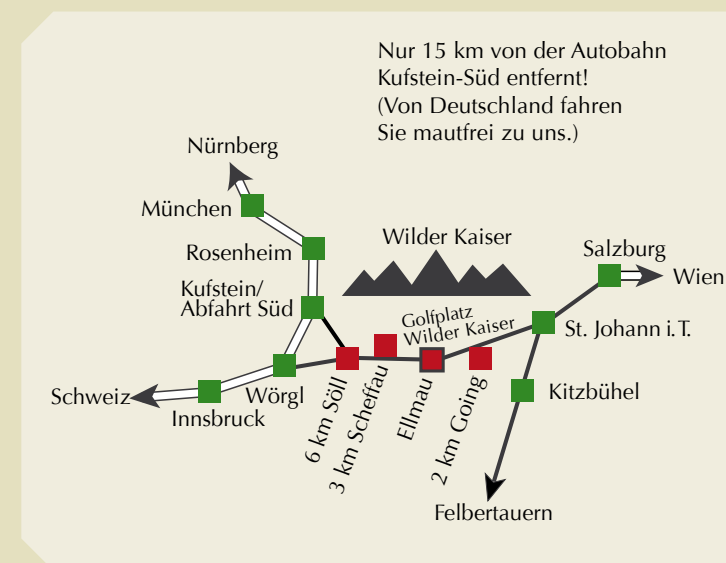 Nur 15 km von der Autobahn
Kufstein-Süd entfernt!
(Von Deutschland fahren
Sie mautfrei zu uns.)
Nürnberg
München
Rosenheim
Wilder Kaiser
Salzburg
Wien
Kufstein/
Abfahrt Süd
Golfplatz
Wilder Kaiser
St. Johann i.T.
Schweiz
Innsbruck
Wörgl
6 km Söll
3 km Scheffau
Ellmau
2 km Going
Kitzbühel
Felbertauern